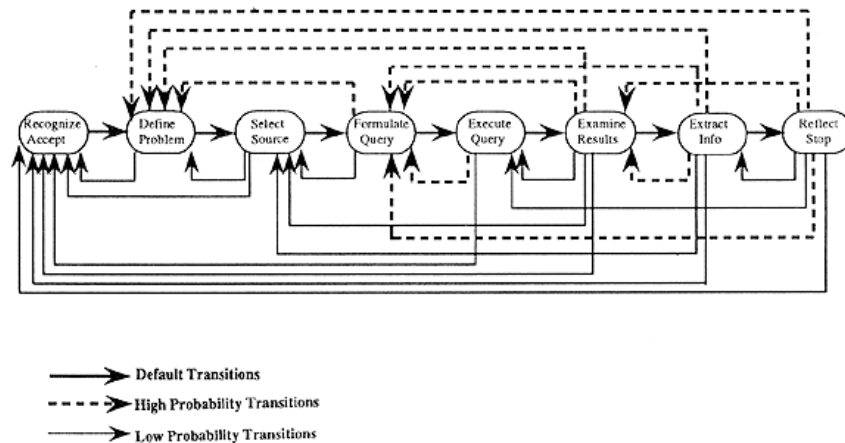 Recognize
Accept
Define
Problem
Select
Source
Formulate
Query
Execute
Query
Examine
Results
Extract
Info
Reflect
Stop
Default Transitions
High Probability Transitions
Low Probability Transitions